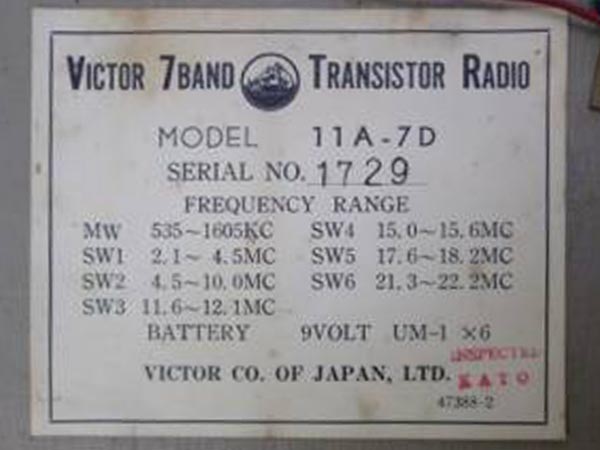 VICTOR 7BAND TRANSISTOR RADIO
MODEL 11A-7D
SERIAL NO. 1729
FREQUENCY RANGE
MW 535~1605KC SW4 15.0~15.6MC
SW1 2.1~ 4.5MC SW5 17.6~18.2MC
SW2 4.5~10.0MC SW6 21.3~22.2MC
SW3 11.6~12.1MC
BATTERY 9VOLT UM-1 ×6
INSPECTED
VICTOR CO. OF JAPAN, LTD. KATO
47388-2